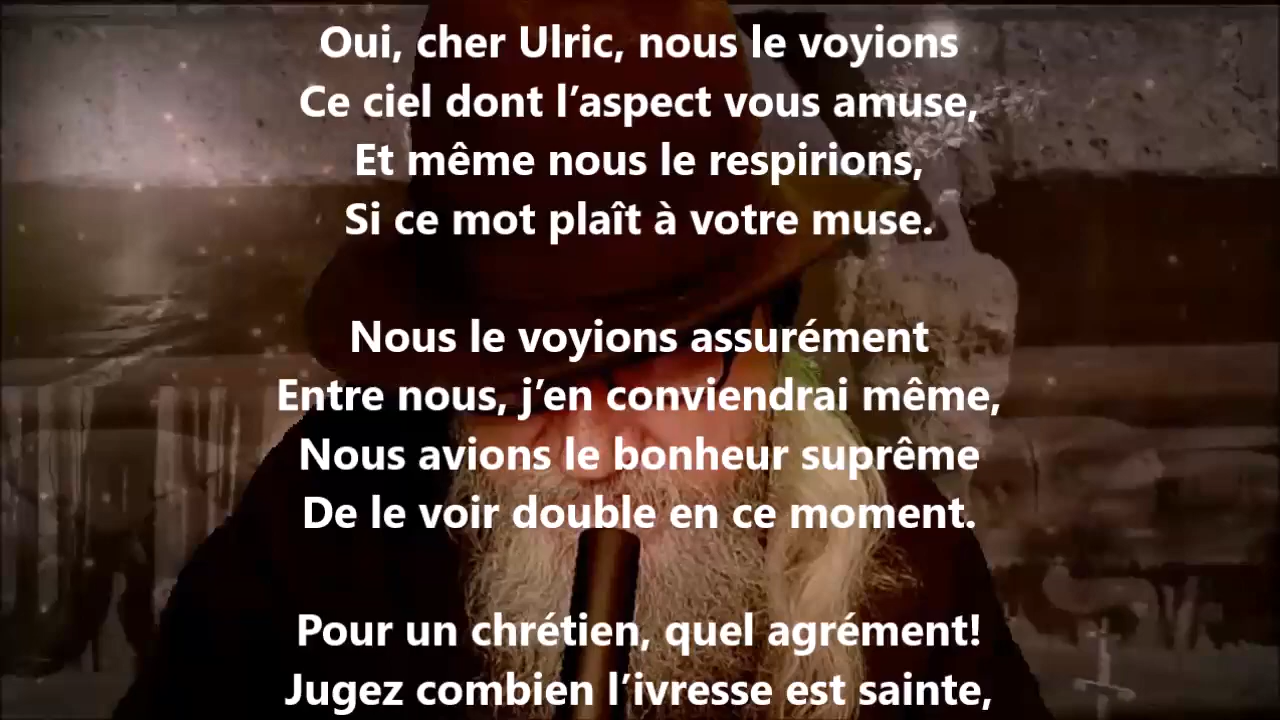 Oui, cher Ulric, nous le voyions
Ce ciel dont l’aspect vous amuse,
Et même nous le respirions,
Si ce mot plaît à votre muse.
Nous le voyions assurément
Entre nous, j’en conviendrai même,
Nous avions le bonheur suprême
De le voir double en ce moment.
Pour un chrétien, quel agrément!
Jugez combien l’ivresse est sainte,